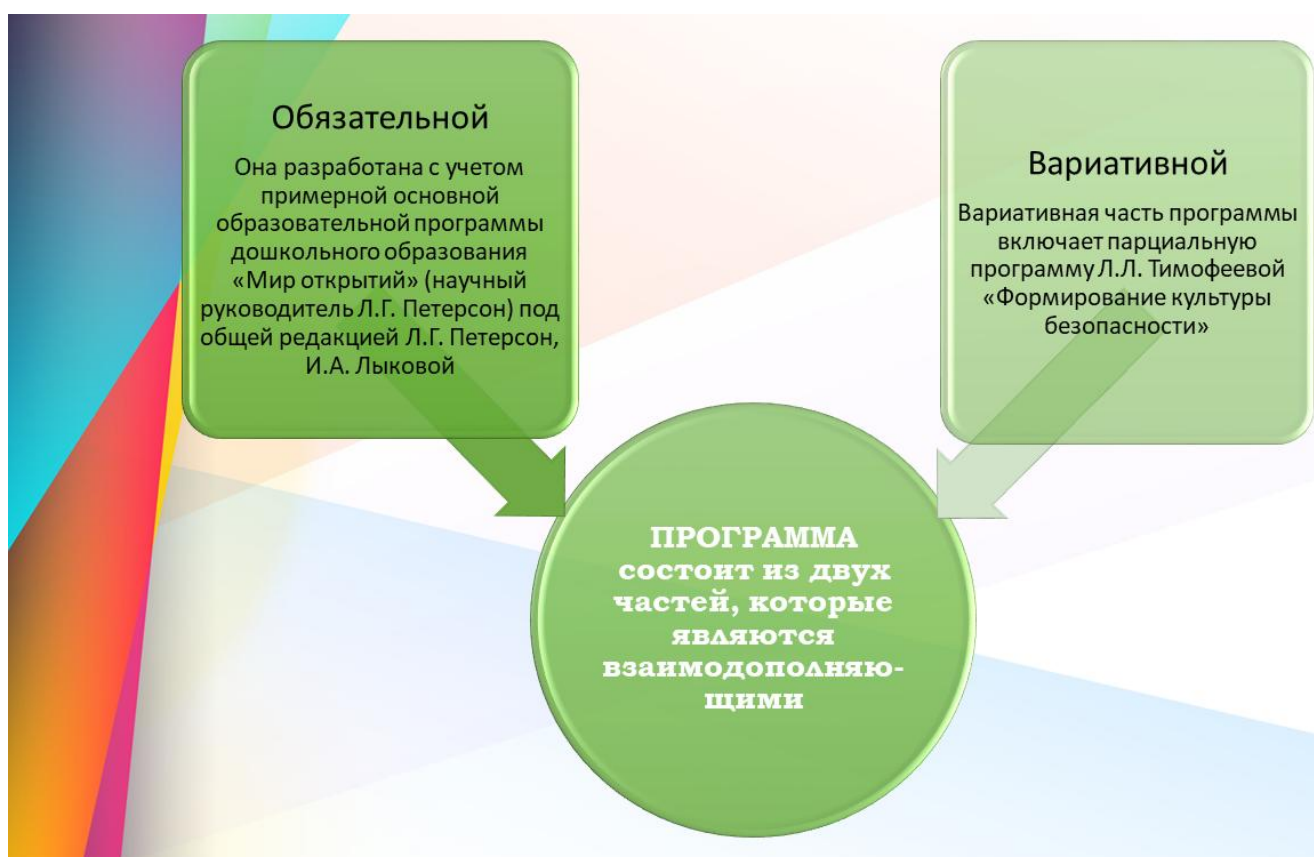 Обязательной
Она разработана с учетом
примерной основной
образовательной программы
дошкольного образования
«Мир открытий» (научный
руководитель Л.Г. Петерсон) под
общей редакцией Л.Г. Петерсон,
И.А. Лыковой
Вариативной
Вариативная часть программы
включает парциальную
программу Л.Л. Тимофеевой
«Формирование культуры
безопасности»
ПРОГРАММА
состоит из двух
частей, которые
являются
взаимодополняю-
щими